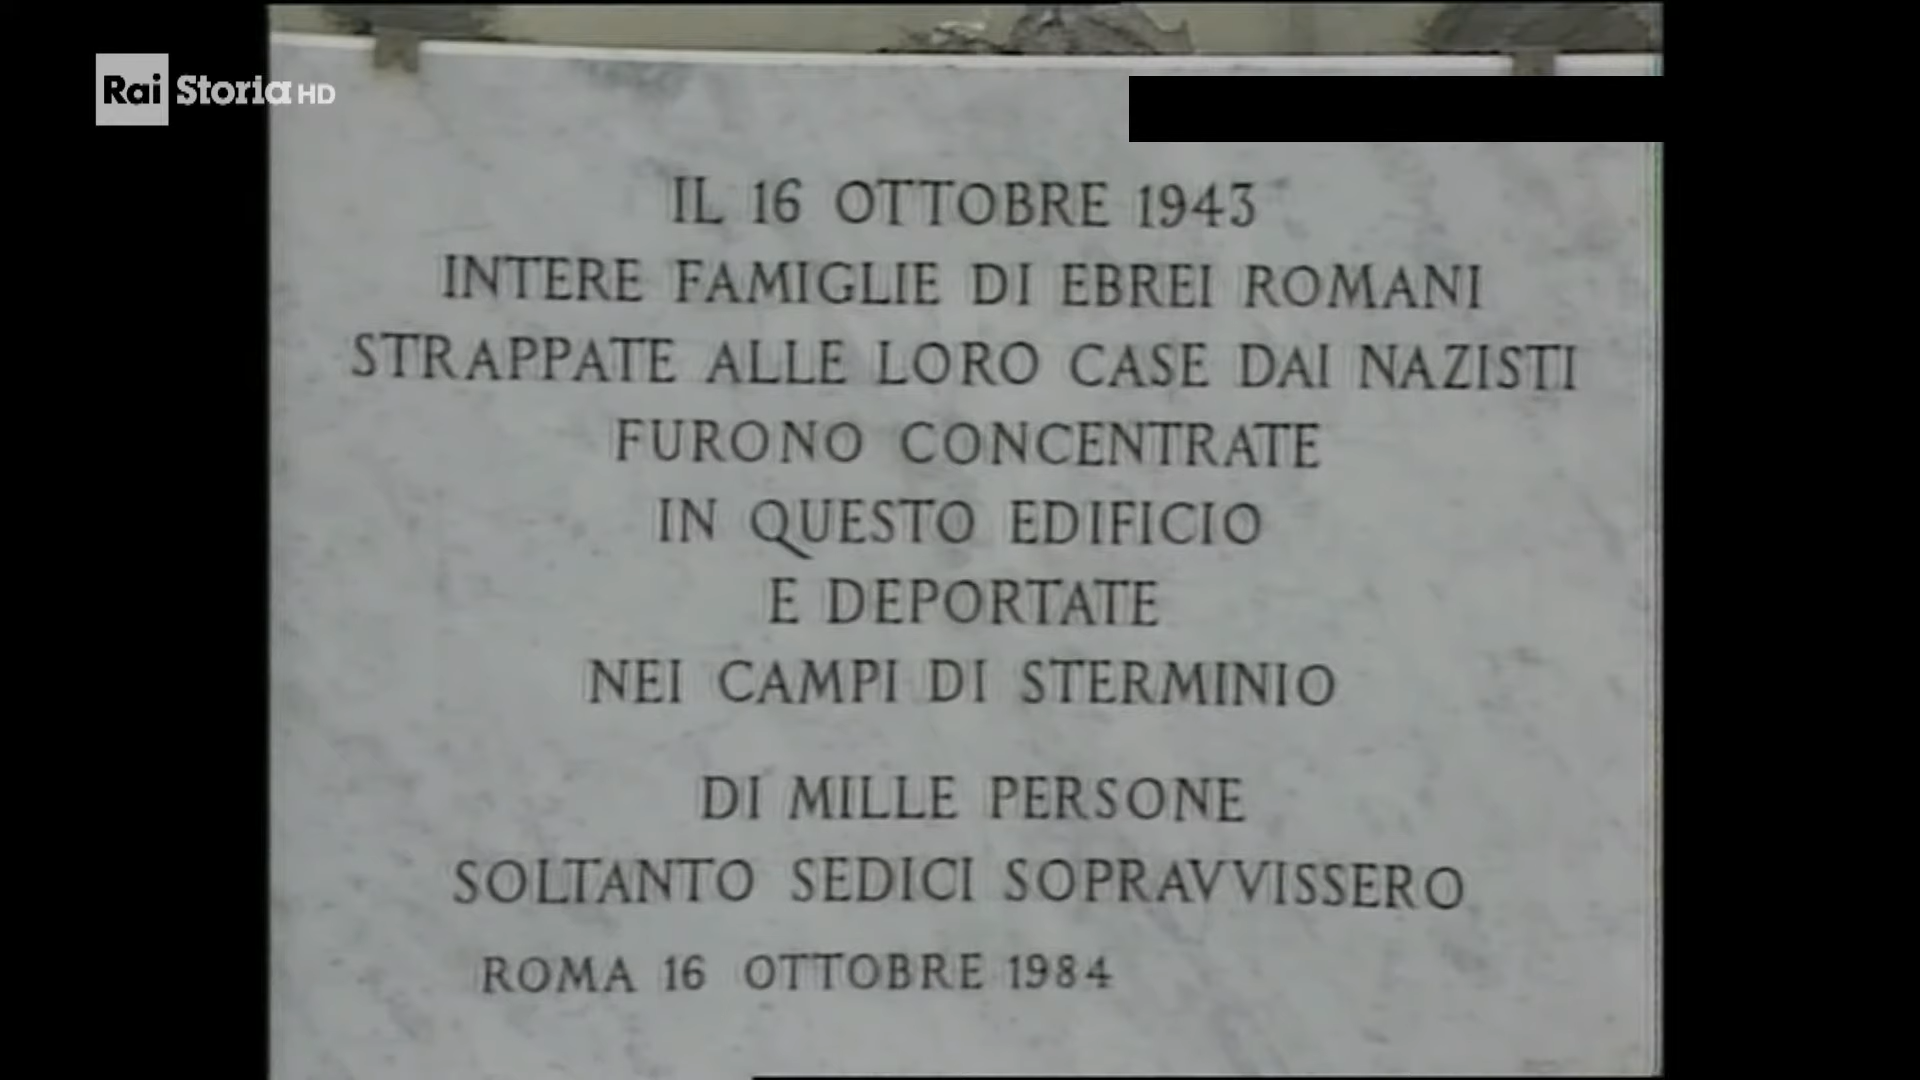 Rai Storia HD
IL 16 OTTOBRE 1943
INTERE FAMIGLIE DI EBREI ROMANI
STRAPPATE ALLE LORO CASE DAI NAZISTI
FURONO CONCENTRATE
IN QUESTO EDIFICIO
E DEPORTATE
NEI CAMPI DI STERMINIO
DI MILLE PERSONE
SOLTANTO SEDICI SOPRAVVISSERO
ROMA 16 OTTOBRE 1984